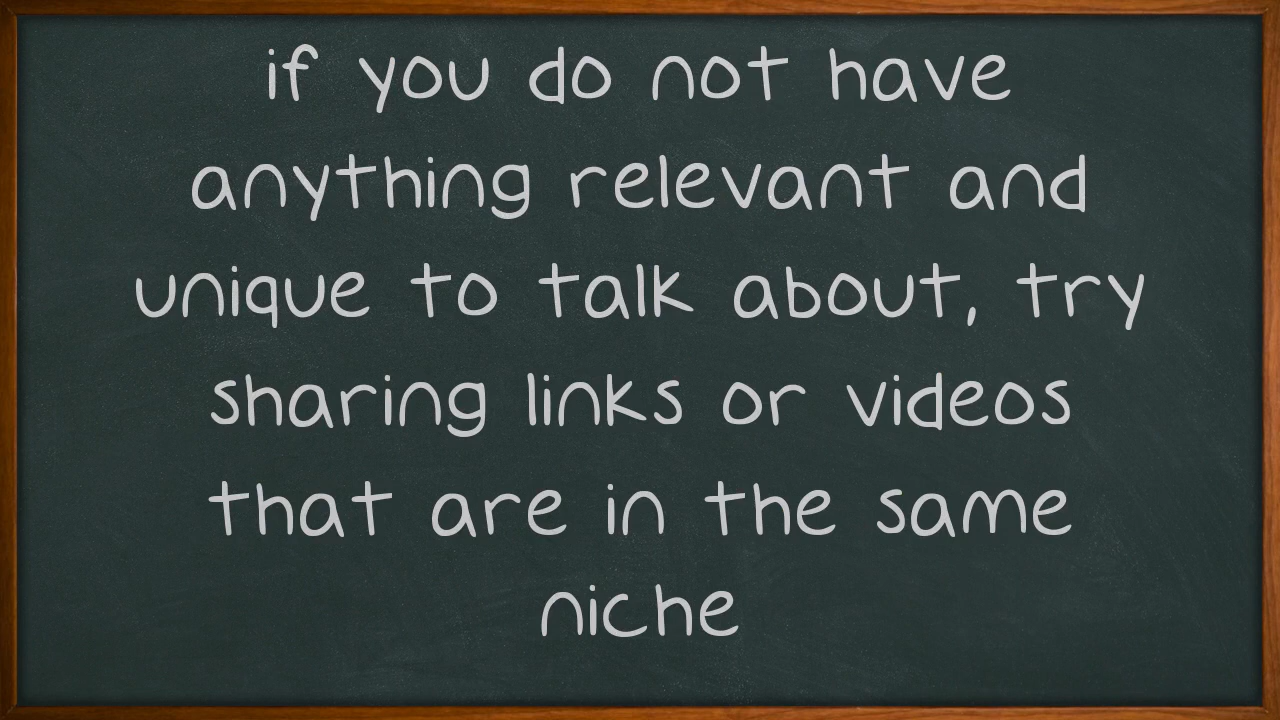 if you do not have
anything relevant and
unique to talk about, try
sharing links or videos
that are in the same
niche